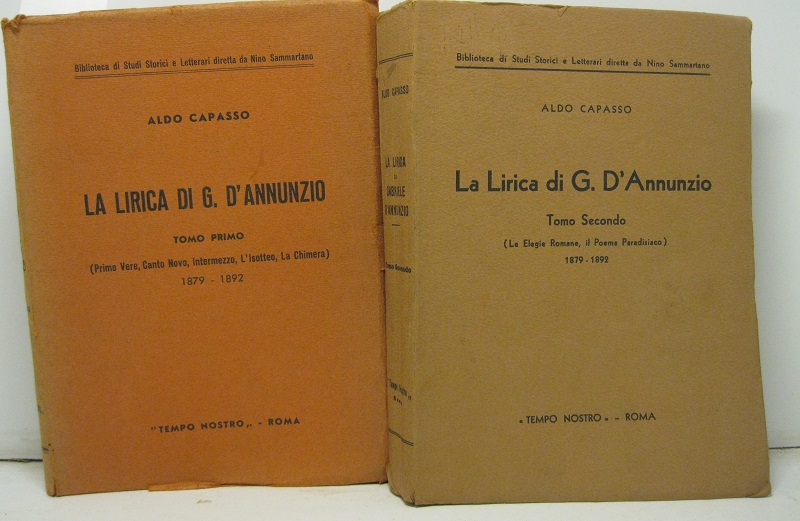 Biblioteca di Studi Storici e Letterari diretta da Nino Sammartano
ALDO CAPASSO
LA LIRICA DI G. D'ANNUNZIO
TOMO PRIMO
(Primo Vere, Canto Novo, Intermezzo, L'Isotteo, La Chimera)
1879 - 1892
"TEMPO NOSTRO„ - ROMA
ALDO CAPASSO
LA LIRICA
DI
GABRIELE
D'ANNUNZIO
Tomo Secondo
Biblioteca di Studi Storici e Letterari diretta da Nino Sammartano
ALDO CAPASSO
La Lirica di G. D'Annunzio
Tomo Secondo
(Le Elegie Romane, il Poema Paradisiaco)
1879 - 1892
« TEMPO NOSTRO » - ROMA